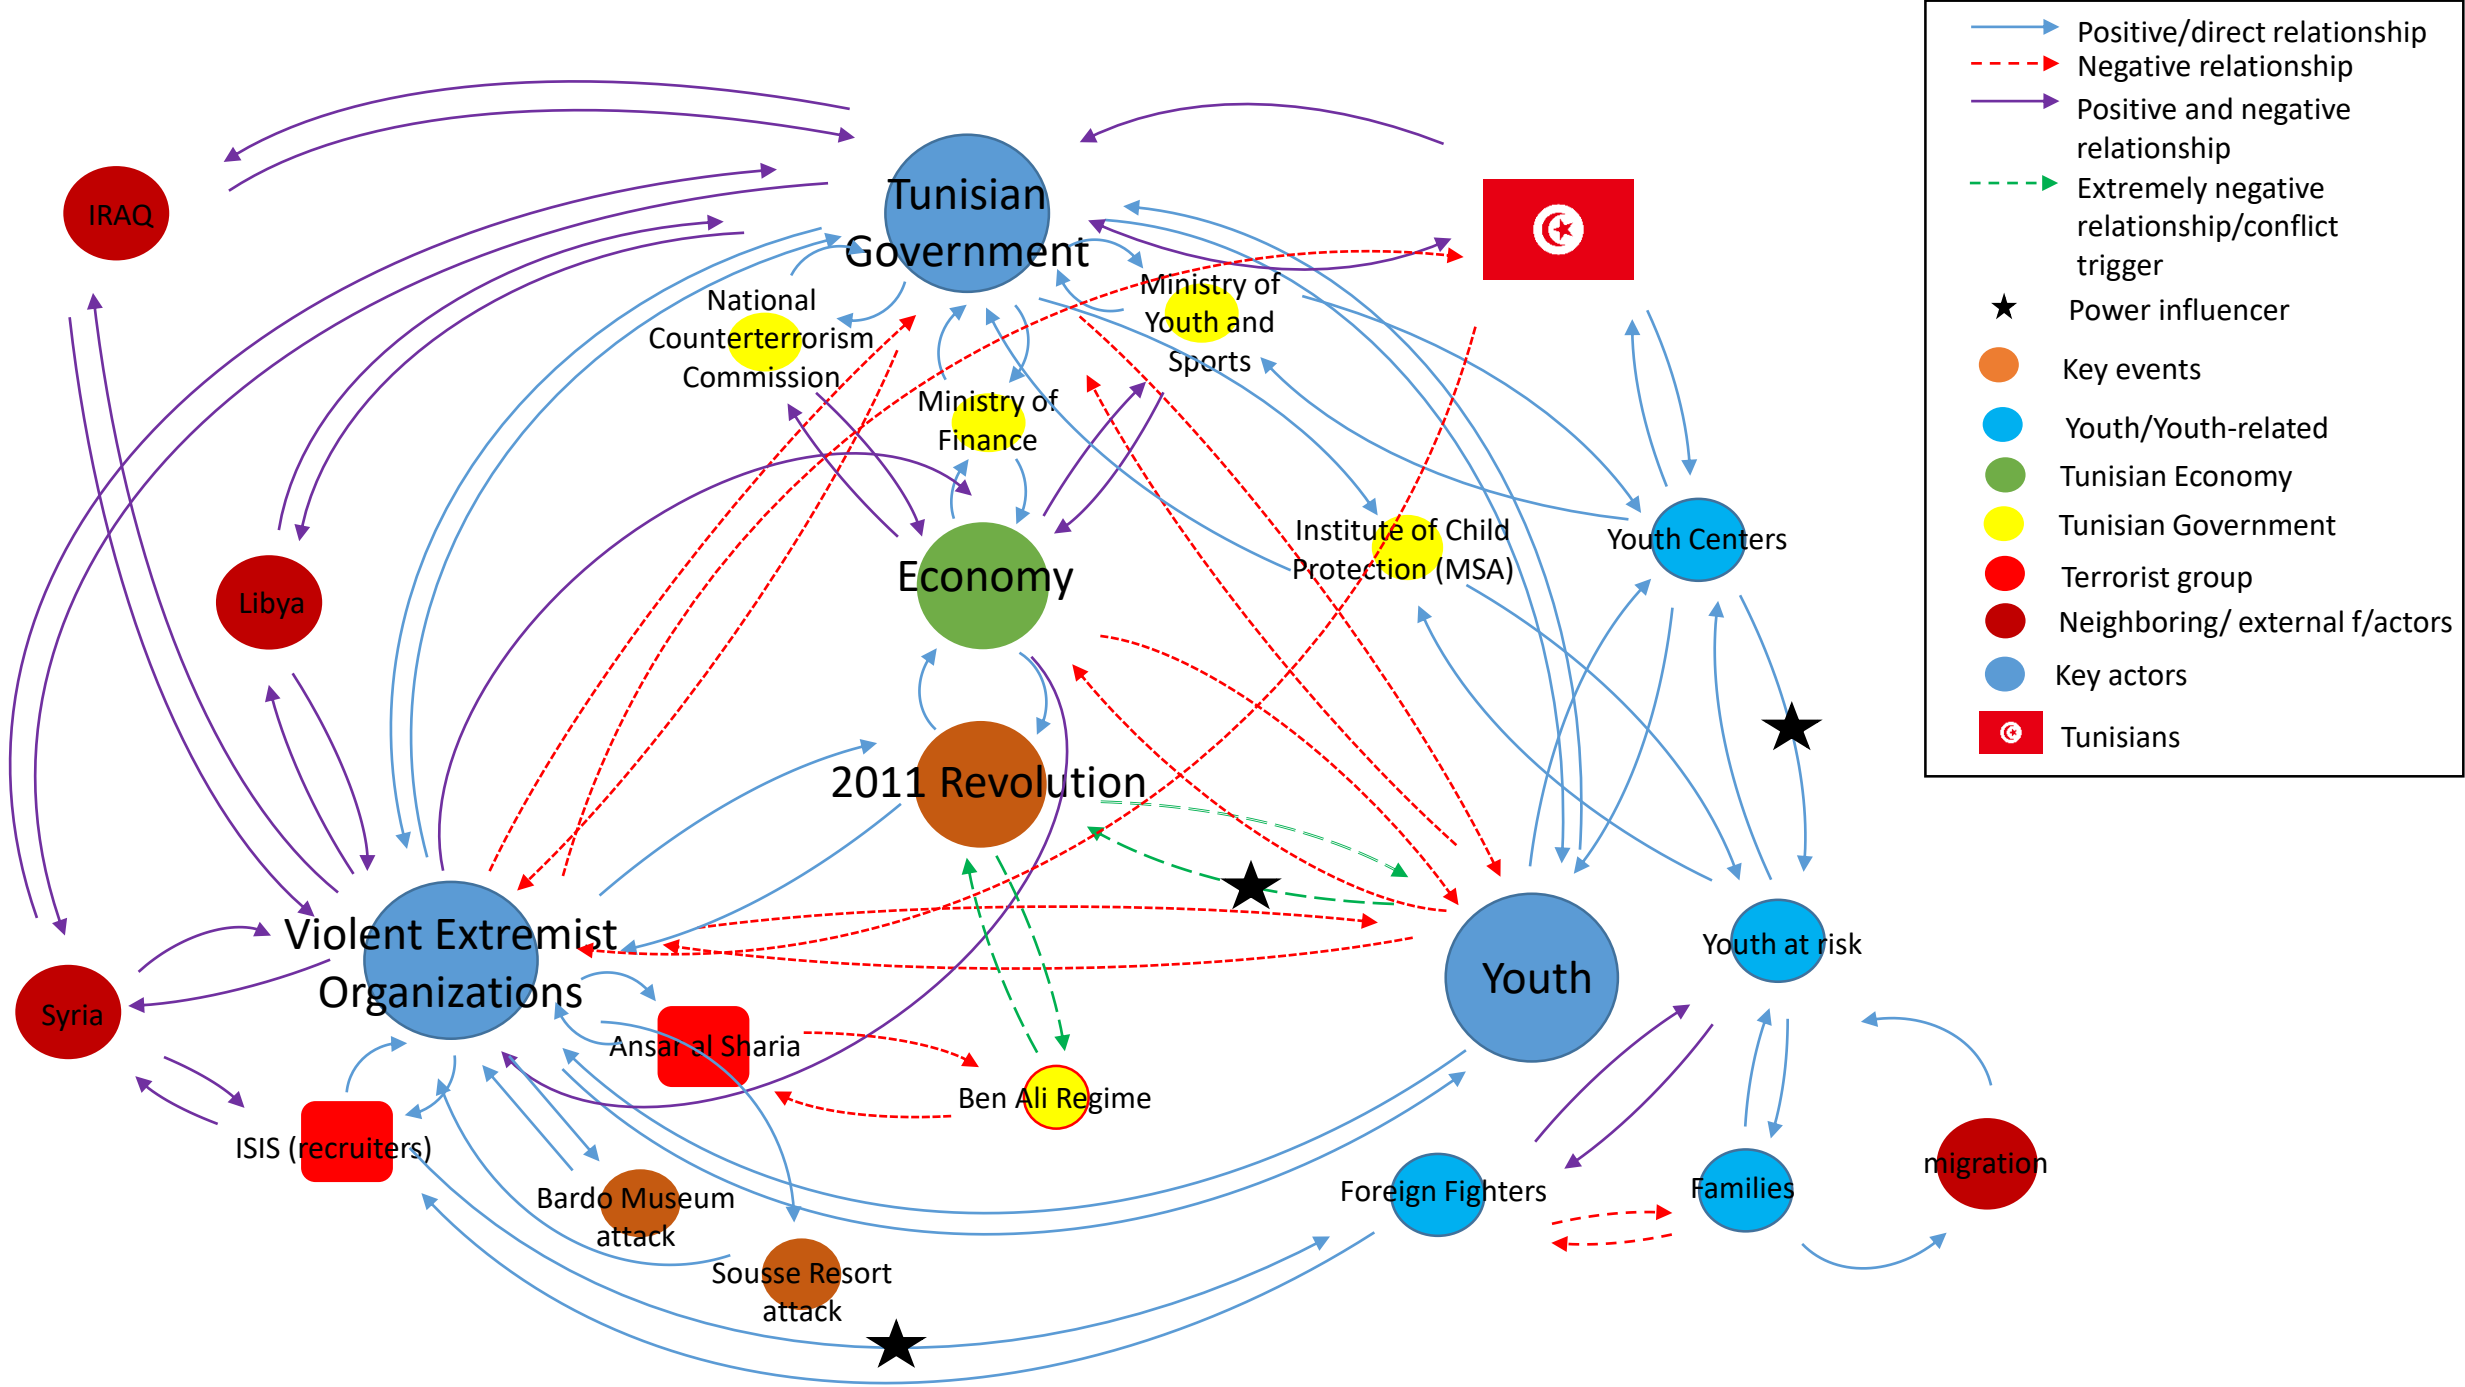 Positive/direct relationship
Negative relationship
Positive and negative
relationship
Extremely negative
relationship/conflict
trigger
Power influencer
Key events
Youth/Youth-related
Tunisian Economy
Tunisian Government
Terrorist group
Neighboring/ external f/actors
Key actors
Tunisians
IRAQ
Tunisian
Government
National
Counterterrorism
Commission
Ministry of
Youth and
Sports
Ministry of
Finance
Institute of Child
Protection (MSA)
Youth Centers
Libya
Economy
2011 Revolution
Violent Extremist
Organizations
Youth
Youth at risk
Syria
Ansar al Sharia
Ben Ali Regime
ISIS (recruiters)
Bardo Museum
attack
Sousse Resort
attack
Foreign Fighters
Families
migration